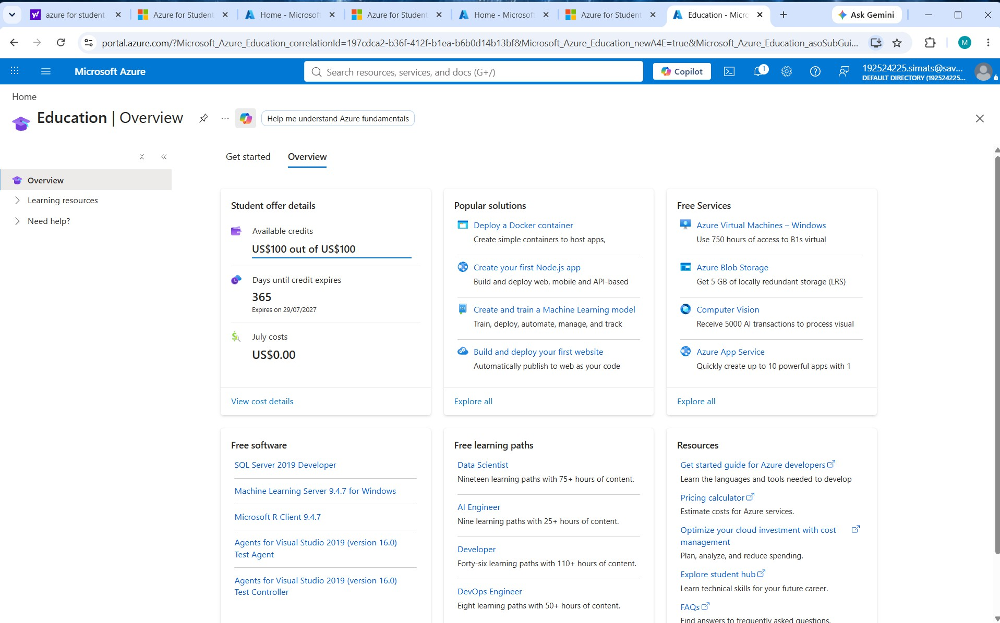 azure for student
Azure for Student
Home - Microsoft
Azure for Student
Home - Microsoft
Azure for Student
Education - Micro
Ask Gemini
portal.azure.com/?Microsoft_Azure_Education_correlationId=197cdca2-b36f-412f-b1ea-b6b0d14b13bf&Microsoft_Azure_Education_newA4E=true&Microsoft_Azure_Education_asoSubGui...
M
Microsoft Azure
Search resources, services, and docs (G+/)
Copilot
1
192524225.simats@sav...
DEFAULT DIRECTORY (192524225...
Home
Education | Overview
...
Help me understand Azure fundamentals
Get started
Overview
Overview
Learning resources
Need help?
Student offer details
Available credits
US$100 out of US$100
Days until credit expires
365
Expires on 29/07/2027
July costs
US$0.00
View cost details
Popular solutions
Deploy a Docker container
Create simple containers to host apps,
Create your first Node.js app
Build and deploy web, mobile and API-based
Create and train a Machine Learning model
Train, deploy, automate, manage, and track
Build and deploy your first website
Automatically publish to web as your code
Explore all
Free Services
Azure Virtual Machines – Windows
Use 750 hours of access to B1s virtual
Azure Blob Storage
Get 5 GB of locally redundant storage (LRS)
Computer Vision
Receive 5000 AI transactions to process visual
Azure App Service
Quickly create up to 10 powerful apps with 1
Explore all
Free software
SQL Server 2019 Developer
Machine Learning Server 9.4.7 for Windows
Microsoft R Client 9.4.7
Agents for Visual Studio 2019 (version 16.0)
Test Agent
Agents for Visual Studio 2019 (version 16.0)
Test Controller
Free learning paths
Data Scientist
Nineteen learning paths with 75+ hours of content.
AI Engineer
Nine learning paths with 25+ hours of content.
Developer
Forty-six learning paths with 110+ hours of content.
DevOps Engineer
Eight learning paths with 50+ hours of content.
Resources
Get started guide for Azure developers
Learn the languages and tools needed to develop
Pricing calculator
Estimate costs for Azure services.
Optimize your cloud investment with cost
management
Plan, analyze, and reduce spending.
Explore student hub
Learn technical skills for your future career.
FAQs
Find answers to frequently asked questions.